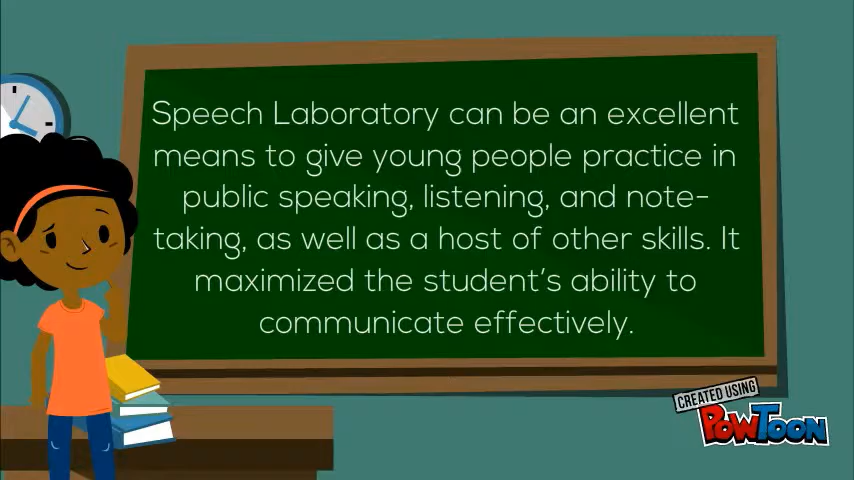 Speech Laboratory can be an excellent
means to give young people practice in
public speaking, listening, and note-
taking, as well as a host of other skills. It
maximized the student's ability to
communicate effectively.
CREATED USING
POWTOON